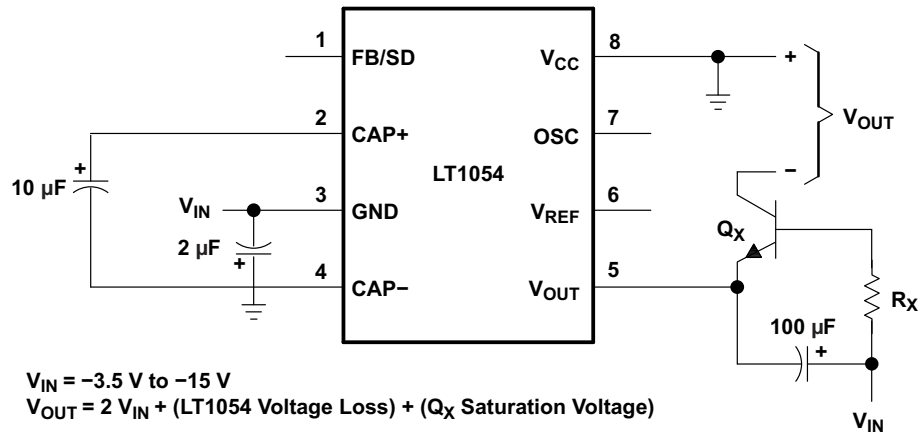 1
FB/SD
VCC
8
+
2
CAP+
OSC
7
VOUT
+
10 µF
LT1054
−
VIN
3
GND
VREF
6
QX
2 µF
+
4
CAP−
VOUT
5
RX
100 µF
+
VIN = −3.5 V to −15 V
VOUT = 2 VIN + (LT1054 Voltage Loss) + (QX Saturation Voltage)
VIN